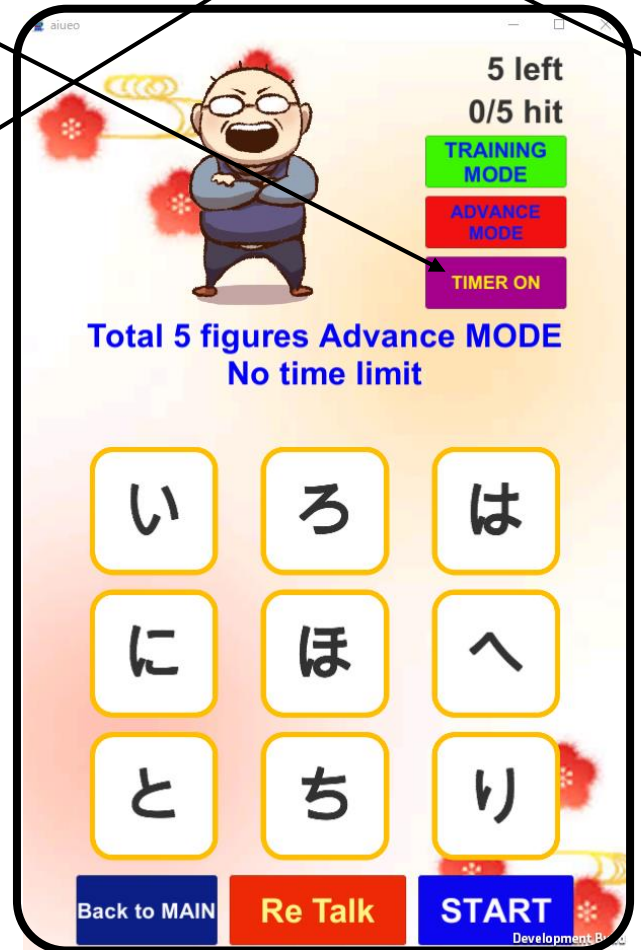 aiueo
5 left
0/5 hit
TRAINING
MODE
ADVANCE
MODE
TIMER ON
Total 5 figures Advance MODE
No time limit
い ろ は
に ほ へ
と ち り
Back to MAIN Re Talk START
Development